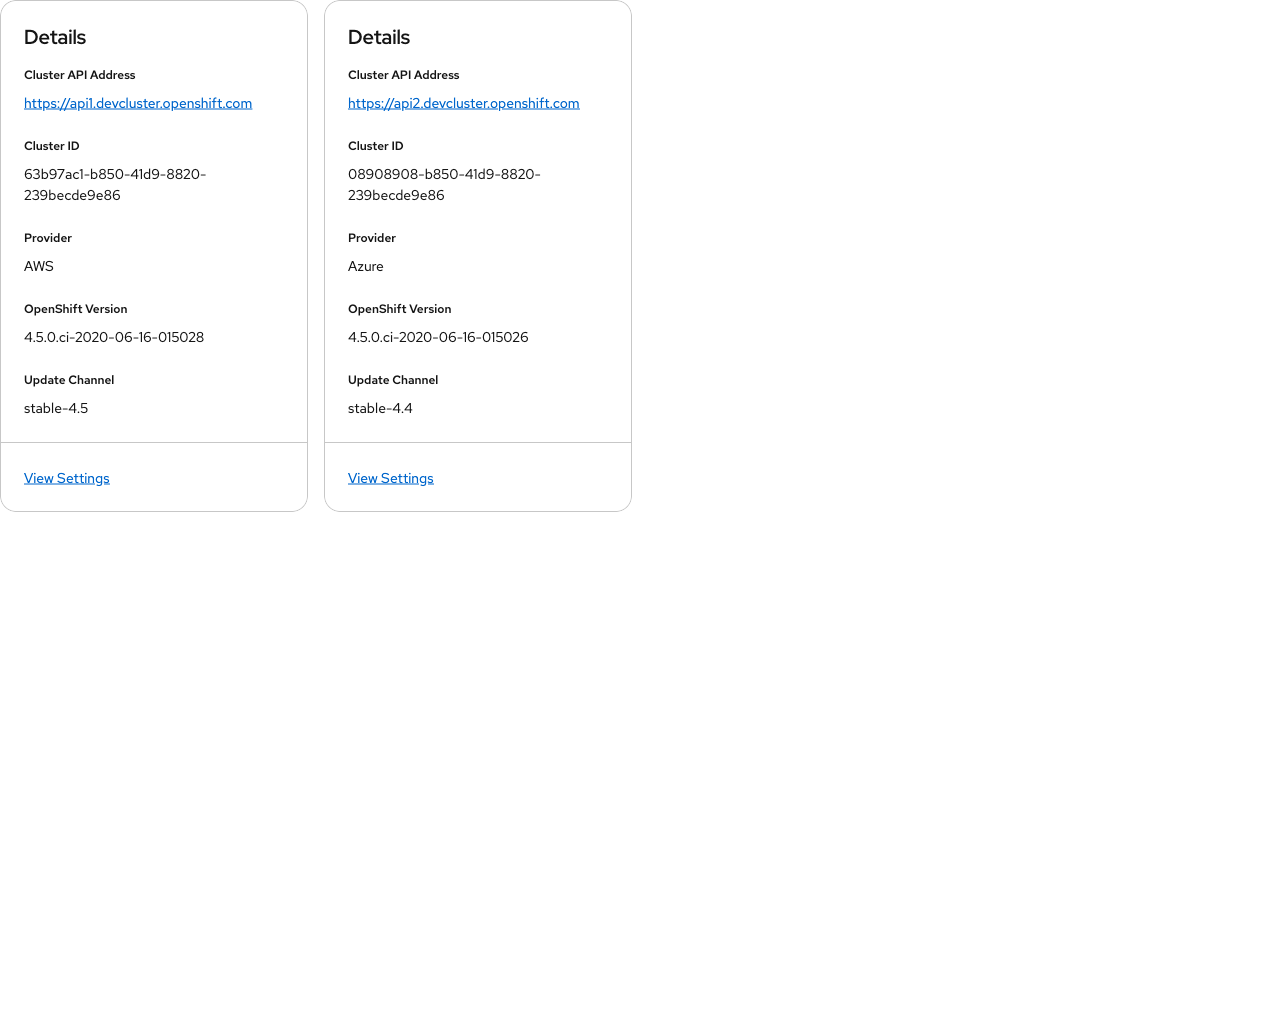 Details
Cluster API Address
https://api1.devcluster.openshift.com
Cluster ID
63b97ac1-b850-41d9-8820-
239becde9e86
Provider
AWS
OpenShift Version
4.5.0.ci-2020-06-16-015028
Update Channel
stable-4.5
View Settings
Details
Cluster API Address
https://api2.devcluster.openshift.com
Cluster ID
08908908-b850-41d9-8820-
239becde9e86
Provider
Azure
OpenShift Version
4.5.0.ci-2020-06-16-015026
Update Channel
stable-4.4
View Settings